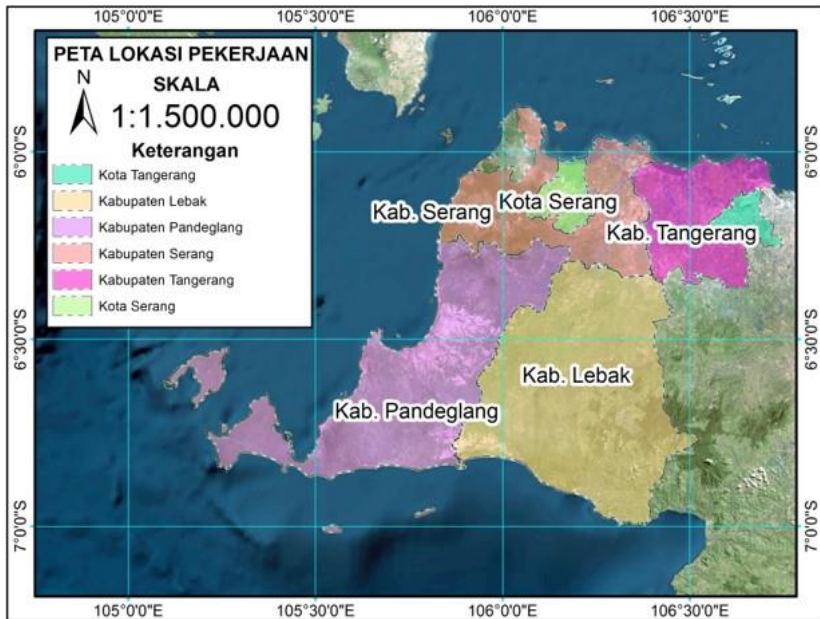 105°0'0"E 105°30'0"E 106°0'0"E 106°30'0"E
PETA LOKASI PEKERJAAN
N
SKALA
1:1.500.000
Keterangan
Kota Tangerang
Kabupaten Lebak
Kabupaten Pandeglang
Kabupaten Serang
Kabupaten Tangerang
Kota Serang
Kab. Serang
Kota Serang
Kab. Tangerang
Kab. Lebak
Kab. Pandeglang
6°0'0"S
6°30'0"S
7°0'0"S
6°0'0"S
6°30'0"S
7°0'0"S
105°0'0"E 105°30'0"E 106°0'0"E 106°30'0"E